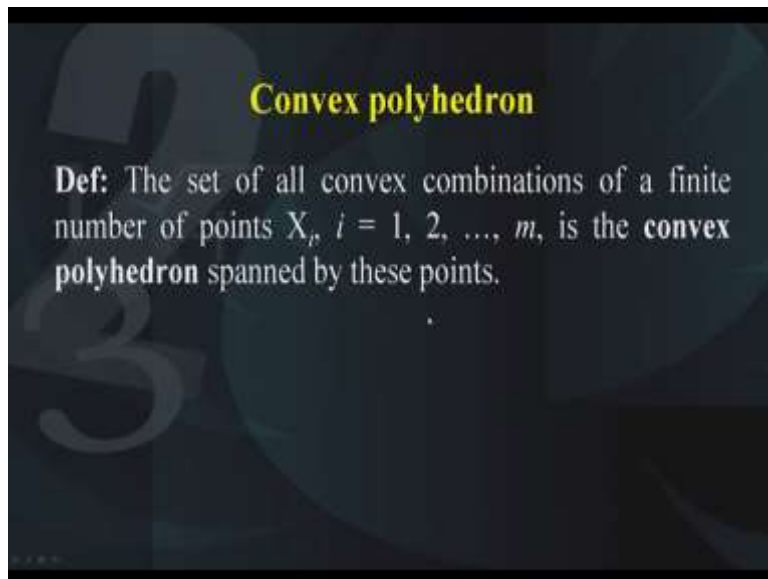 Convex polyhedron
Def: The set of all convex combinations of a finite
number of points Xᵢ, i = 1, 2, ..., m, is the convex
polyhedron spanned by these points.